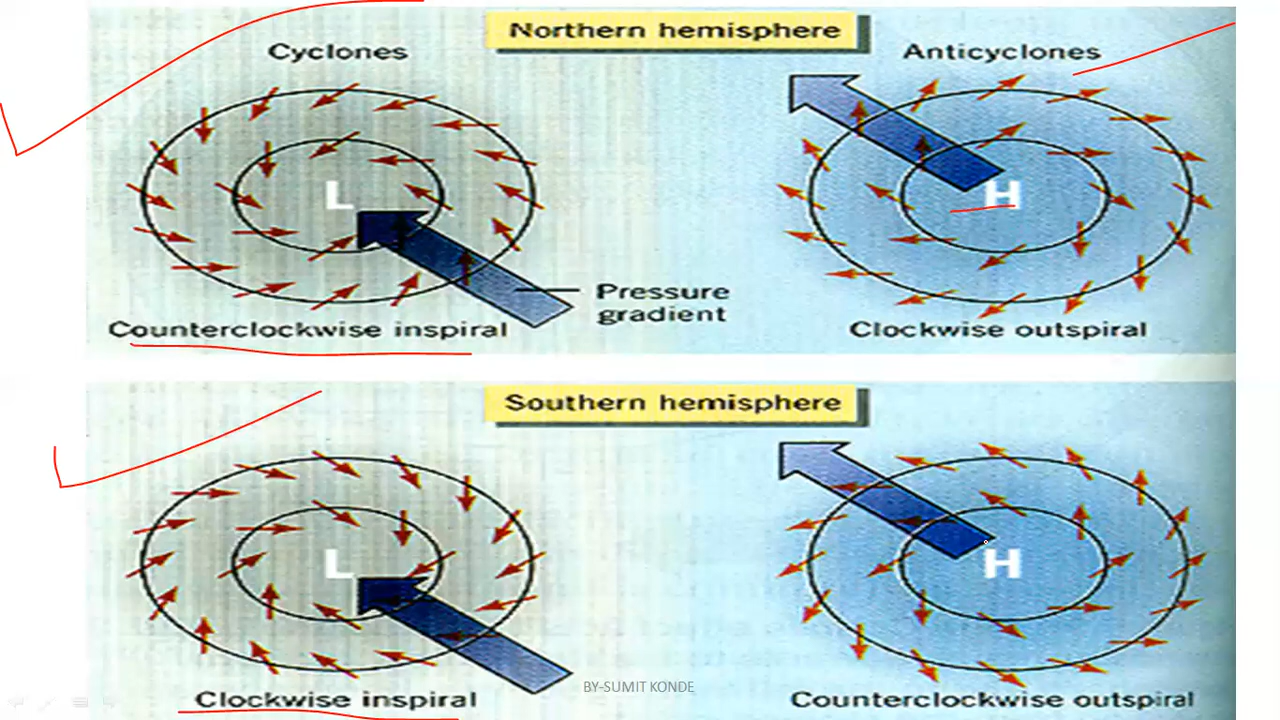 Northern hemisphere
Cyclones
Anticyclones
L
H
Pressure
gradient
Counterclockwise inspiral
Clockwise outspiral
Southern hemisphere
L
H
BY-SUMIT KONDE
Clockwise inspiral
Counterclockwise outspiral